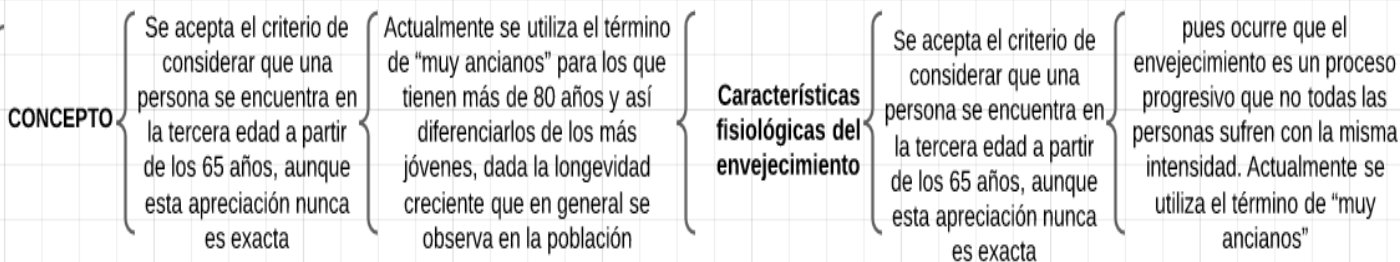 CONCEPTO
Se acepta el criterio de
considerar que una
persona se encuentra en
la tercera edad a partir
de los 65 años, aunque
esta apreciación nunca
es exacta
Actualmente se utiliza el término
de “muy ancianos” para los que
tienen más de 80 años y así
diferenciarlos de los más
jóvenes, dada la longevidad
creciente que en general se
observa en la población
Características
fisiológicas del
envejecimiento
Se acepta el criterio de
considerar que una
persona se encuentra en
la tercera edad a partir
de los 65 años, aunque
esta apreciación nunca
es exacta
pues ocurre que el
envejecimiento es un proceso
progresivo que no todas las
personas sufren con la misma
intensidad. Actualmente se
utiliza el término de “muy
ancianos”